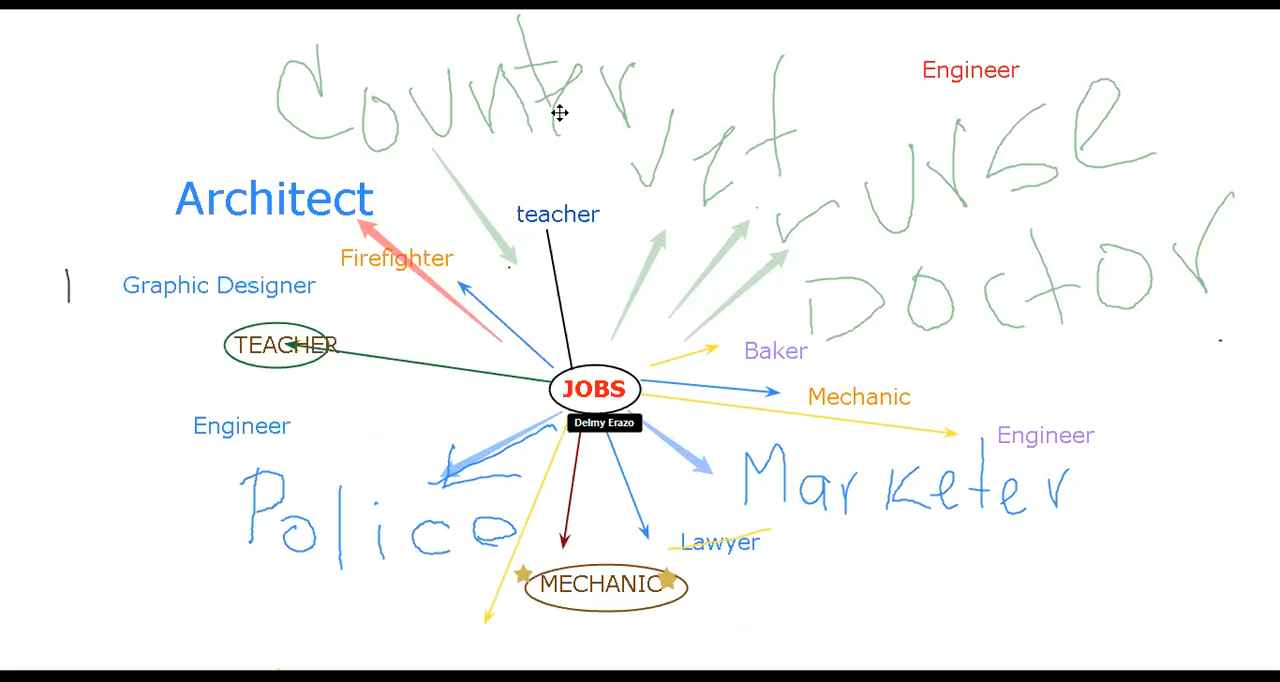 Counter
Engineer
vet
nurse
Architect
teacher
Firefighter
Doctor
Graphic Designer
TEACHER
Baker
JOBS
Mechanic
Delmy Erazo
Engineer
Engineer
Police
Marketer
Lawyer
MECHANIC